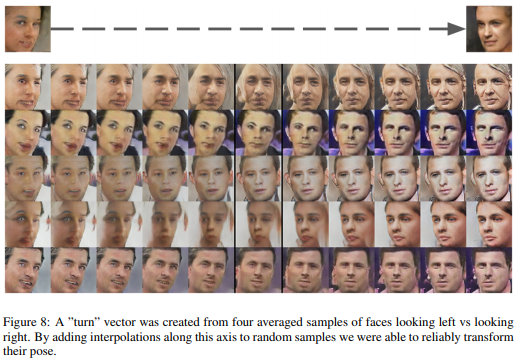 Figure 8: A ”turn” vector was created from four averaged samples of faces looking left vs looking
right. By adding interpolations along this axis to random samples we were able to reliably transform
their pose.